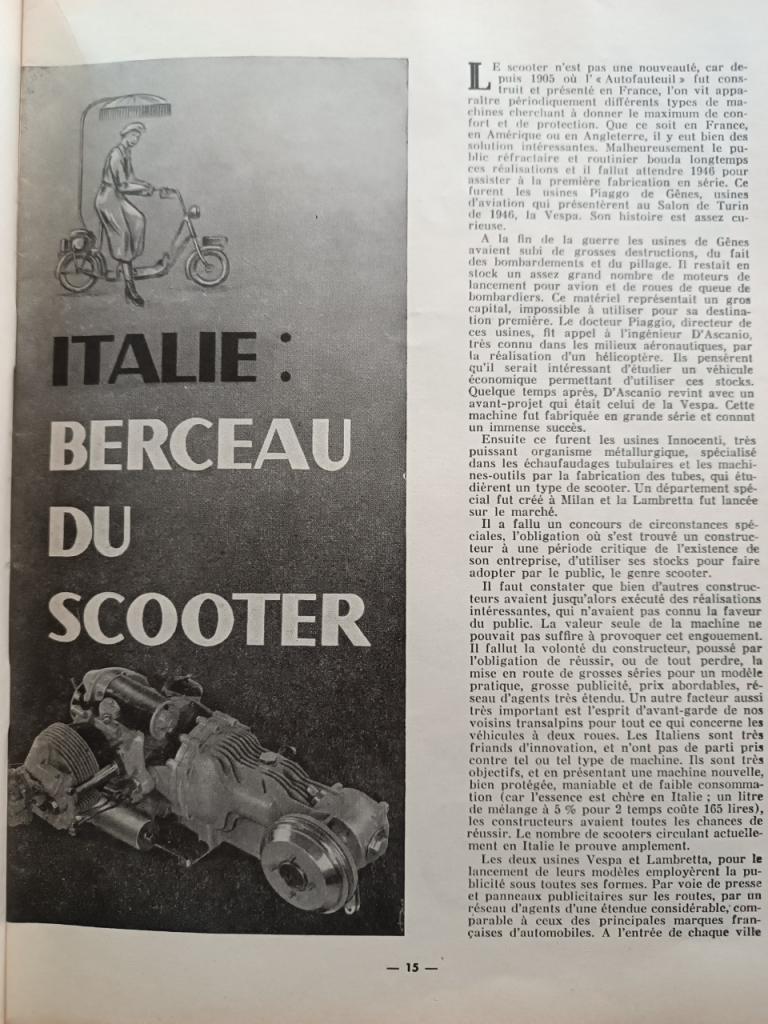 ITALIE :
BERCEAU
DU
SCOOTER
LE scooter n'est pas une nouveauté, car de-
puis 1905 où l'« Autofauteuil » fut cons-
truit et présenté en France, l'on vit appa-
raître périodiquement différents types de ma-
chines cherchant à donner le maximum de con-
fort et de protection. Que ce soit en France,
en Amérique ou en Angleterre, il y eut bien des
solution intéressantes. Malheureusement le pu-
blic réfractaire et routinier bouda longtemps
ces réalisations et il fallut attendre 1946 pour
assister à la première fabrication en série. Ce
furent les usines Piaggo de Gênes, usines
d'aviation qui présentèrent au Salon de Turin
de 1946, la Vespa. Son histoire est assez cu-
rieuse.
A la fin de la guerre les usines de Gênes
avaient subi de grosses destructions, du fait
des bombardements et du pillage. Il restait en
stock un assez grand nombre de moteurs de
lancement pour avion et de roues de queue de
bombardiers. Ce matériel représentait un gros
capital, impossible à utiliser pour sa destina-
tion première. Le docteur Piaggio, directeur de
ces usines, fit appel à l'ingénieur D'Ascanio,
très connu dans les milieux aéronautiques, par
la réalisation d'un hélicoptère. Ils pensèrent
qu'il serait intéressant d'étudier un véhicule
économique permettant d'utiliser ces stocks.
Quelque temps après, D'Ascanio revint avec un
avant-projet qui était celui de la Vespa. Cette
machine fut fabriquée en grande série et connut
un immense succès.
Ensuite ce furent les usines Innocenti, très
puissant organisme métallurgique, spécialisé
dans les échaufaudages tubulaires et les machi-
nes-outils par la fabrication des tubes, qui étu-
dièrent un type de scooter. Un département spé-
cial fut créé à Milan et la Lambretta fut lancée
sur le marché.
Il a fallu un concours de circonstances spé-
ciales, l'obligation où s'est trouvé un construc-
teur à une période critique de l'existence de
son entreprise, d'utiliser ses stocks pour faire
adopter par le public, le genre scooter.
Il faut constater que bien d'autres construc-
teurs avaient jusqu'alors exécuté des réalisations
intéressantes, qui n'avaient pas connu la faveur
du public. La valeur seule de la machine ne
pouvait pas suffire à provoquer cet engouement.
Il fallut la volonté du constructeur, poussé par
l'obligation de réussir, ou de tout perdre, la
mise en route de grosses séries pour un modèle
pratique, grosse publicité, prix abordables, ré-
seau d'agents très étendu. Un autre facteur aussi
très important est l'esprit d'avant-garde de nos
voisins transalpins pour tout ce qui concerne les
véhicules à deux roues. Les Italiens sont très
friands d'innovation, et n'ont pas de parti pris
contre tel ou tel type de machine. Ils sont très
objectifs, et en présentant une machine nouvelle,
bien protégée, maniable et de faible consomma-
tion (car l'essence est chère en Italie ; un litre
de mélange à 5 % pour 2 temps coûte 165 lires),
les constructeurs avaient toutes les chances de
réussir. Le nombre de scooters circulant actuelle-
ment en Italie le prouve amplement.
Les deux usines Vespa et Lambretta, pour le
lancement de leurs modèles employèrent la pu-
blicité sous toutes ses formes. Par voie de presse
et panneaux publicitaires sur les routes, par un
réseau d'agents d'une étendue considérable, com-
parable à ceux des principales marques fran-
çaises d'automobiles. A l'entrée de chaque ville
— 15 —